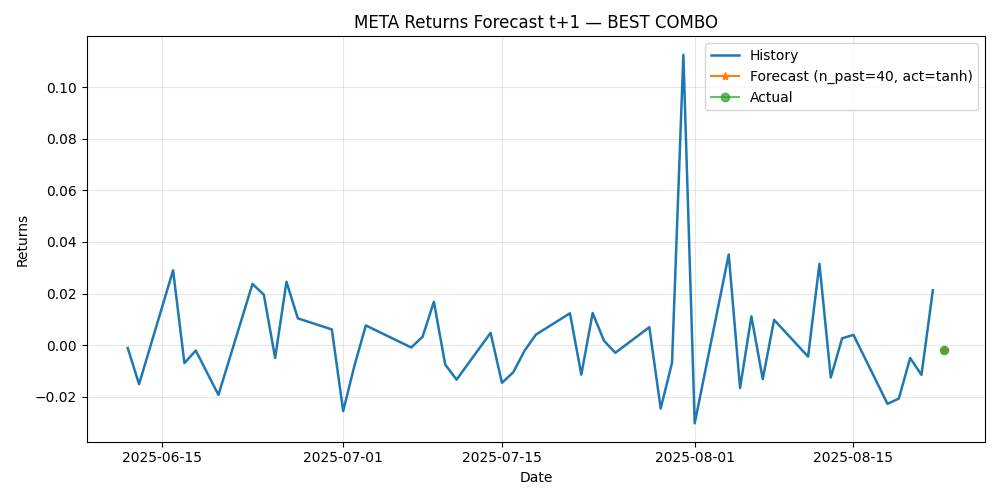 META Returns Forecast t+1 — BEST COMBO
History
Forecast (n_past=40, act=tanh)
Actual
Returns
0.10
0.08
0.06
0.04
0.02
0.00
−0.02
2025-06-15
2025-07-01
2025-07-15
2025-08-01
2025-08-15
Date